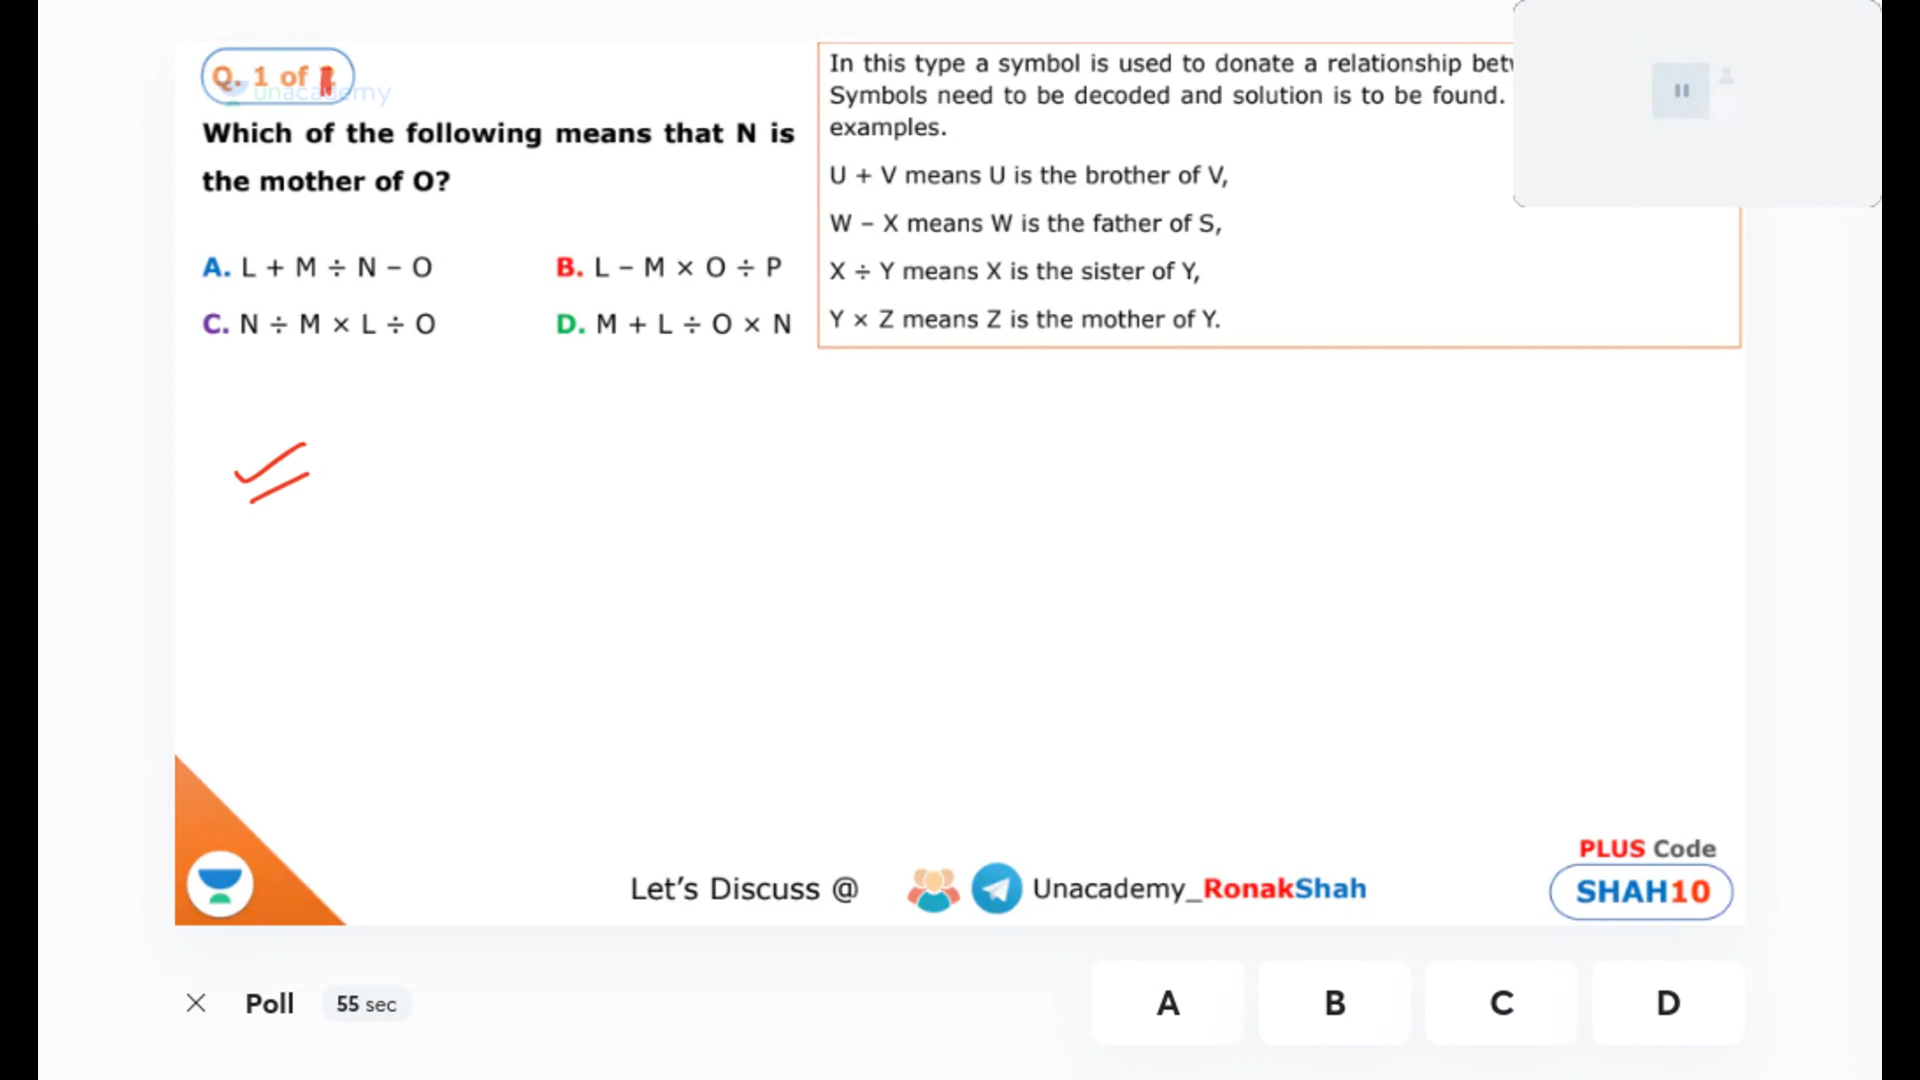 Q. 1 of
unacademy
Which of the following means that N is
the mother of O?
A. L + M ÷ N – O
B. L – M × O ÷ P
C. N ÷ M × L ÷ O
D. M + L ÷ O × N
In this type a symbol is used to donate a relationship
Symbols need to be decoded and solution is to be found.
examples.
U + V means U is the brother of V,
W – X means W is the father of S,
X ÷ Y means X is the sister of Y,
Y × Z means Z is the mother of Y.
Let’s Discuss @
Unacademy_RonakShah
PLUS Code
SHAH10
× Poll 55 sec
A B C D